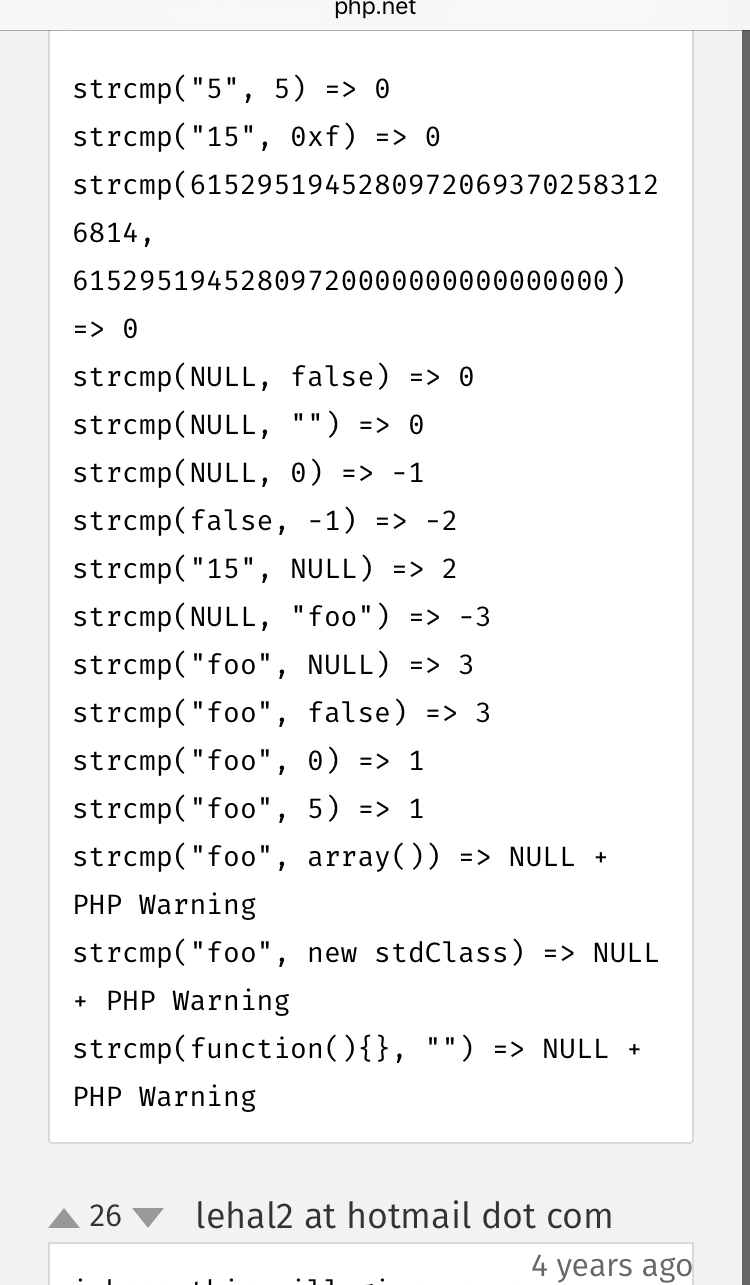 php.net
strcmp("5", 5) => 0
strcmp("15", 0xf) => 0
strcmp(61529519452809720693702583126814,
61529519452809720000000000000000)
=> 0
strcmp(NULL, false) => 0
strcmp(NULL, "") => 0
strcmp(NULL, 0) => -1
strcmp(false, -1) => -2
strcmp("15", NULL) => 2
strcmp(NULL, "foo") => -3
strcmp("foo", NULL) => 3
strcmp("foo", false) => 3
strcmp("foo", 0) => 1
strcmp("foo", 5) => 1
strcmp("foo", array()) => NULL +
PHP Warning
strcmp("foo", new stdClass) => NULL
+ PHP Warning
strcmp(function(){}, "") => NULL +
PHP Warning
26 lehal2 at hotmail dot com
4 years ago